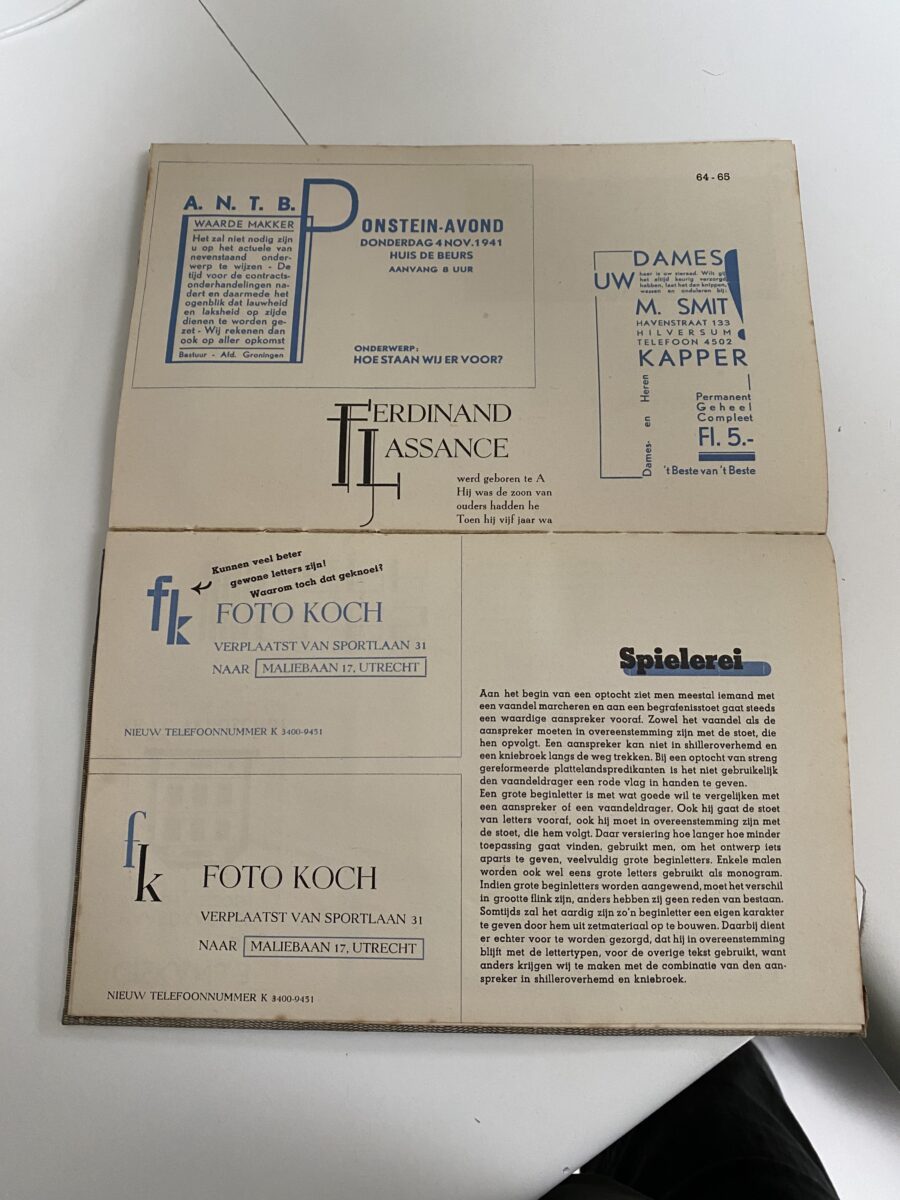 64-65
A. N. T. B.
WAARDE MAKKER
Het zal niet nodig zijn
u op het actuele van
nevenstaand onder-
werp te wijzen - De
tijd voor de contracts-
onderhandelingen na-
dert en daarmede het
ogenblik dat lauwheid
en laksheid op zijde
dienen te worden ge-
zet - Wij rekenen dan
ook op aller opkomst
Bestuur - Afd. Groningen
PONSTEIN-AVOND
DONDERDAG 4 NOV. 1941
HUIS DE BEURS
AANVANG 8 UUR
ONDERWERP:
HOE STAAN WIJ ER VOOR?
DAMES
UW
haar is uw sieraad. Wilt gij
het altijd keurig verzorgd
hebben, laat het dan knippen,
wassen en onduleren bij:
M. SMIT
HAVENSTRAAT 133
HILVERSUM
TELEFOON 4502
KAPPER
Dames- en Heren
Permanent
Geheel
Compleet
Fl. 5.-
't Beste van 't Beste
FERDINAND
LASSANCE
werd geboren te A
Hij was de zoon van
ouders hadden he
Toen hij vijf jaar wa
Kunnen veel beter
gewone letters zijn!
Waarom toch dat geknoei?
fk
FOTO KOCH
VERPLAATST VAN SPORTLAAN 31
NAAR MALIEBAAN 17, UTRECHT
NIEUW TELEFOONNUMMER K 3400-9451
fk
FOTO KOCH
VERPLAATST VAN SPORTLAAN 31
NAAR MALIEBAAN 17, UTRECHT
NIEUW TELEFOONNUMMER K 3400-9451
Spielerei
Aan het begin van een optocht ziet men meestal iemand met
een vaandel marcheren en aan een begrafenisstoet gaat steeds
een waardige aanspreker vooraf. Zowel het vaandel als de
aanspreker moeten in overeenstemming zijn met de stoet, die
hen opvolgt. Een aanspreker kan niet in shilleroverhemd en
een kniebroek langs de weg trekken. Bij een optocht van streng
gereformeerde plattelandspredikanten is het niet gebruikelijk
den vaandeldrager een rode vlag in handen te geven.
Een grote beginletter is met wat goede wil te vergelijken met
een aanspreker of een vaandeldrager. Ook hij gaat de stoet
van letters vooraf, ook hij moet in overeenstemming zijn met
de stoet, die hem volgt. Daar versiering hoe langer hoe minder
toepassing gaat vinden, gebruikt men, om het ontwerp iets
aparts te geven, veelvuldig grote beginletters. Enkele malen
worden ook wel eens grote letters gebruikt als monogram.
Indien grote beginletters worden aangewend, moet het verschil
in grootte flink zijn, anders hebben zij geen reden van bestaan.
Somtijds zal het aardig zijn zo'n beginletter een eigen karakter
te geven door hem uit zetmateriaal op te bouwen. Daarbij dient
er echter voor te worden gezorgd, dat hij in overeenstemming
blijft met de lettertypen, voor de overige tekst gebruikt, want
anders krijgen wij te maken met de combinatie van den aan-
spreker in shilleroverhemd en kniebroek.